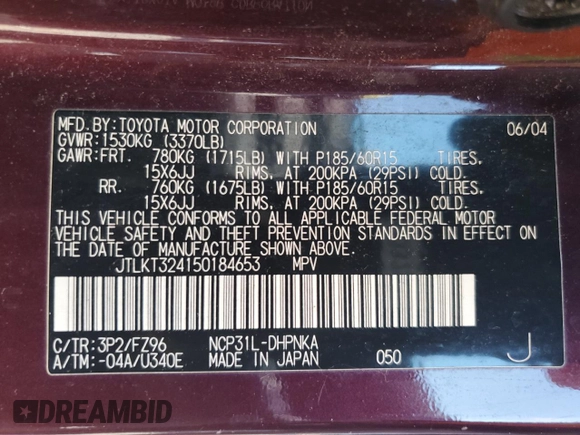 MFD.BY:TOYOTA MOTOR CORPORATION 06/04
GVWR:1530KG (3370LB)
GAWR:FRT. 780KG (1715LB) WITH P185/60R15 TIRES,
15X6JJ RIMS, AT 200KPA (29PSI) COLD.
RR. 760KG (1675LB) WITH P185/60R15 TIRES,
15X6JJ RIMS, AT 200KPA (29PSI) COLD.
THIS VEHICLE CONFORMS TO ALL APPLICABLE FEDERAL MOTOR
VEHICLE SAFETY AND THEFT PREVENTION STANDARDS IN EFFECT ON
THE DATE OF MANUFACTURE SHOWN ABOVE.
JTLKT324150184653 MPV
C/TR:3P2/FZ96 NCP31L-DHPNKA
A/TM:-04A/U340E MADE IN JAPAN 050 J
DREAMBID